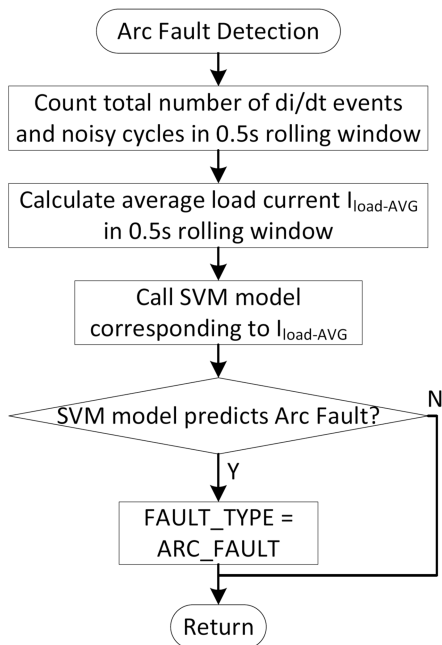 Arc Fault Detection
Count total number of di/dt events
and noisy cycles in 0.5s rolling window
Calculate average load current I_load-AVG
in 0.5s rolling window
Call SVM model
corresponding to I_load-AVG
SVM model predicts Arc Fault?
N
Y
FAULT_TYPE =
ARC_FAULT
Return